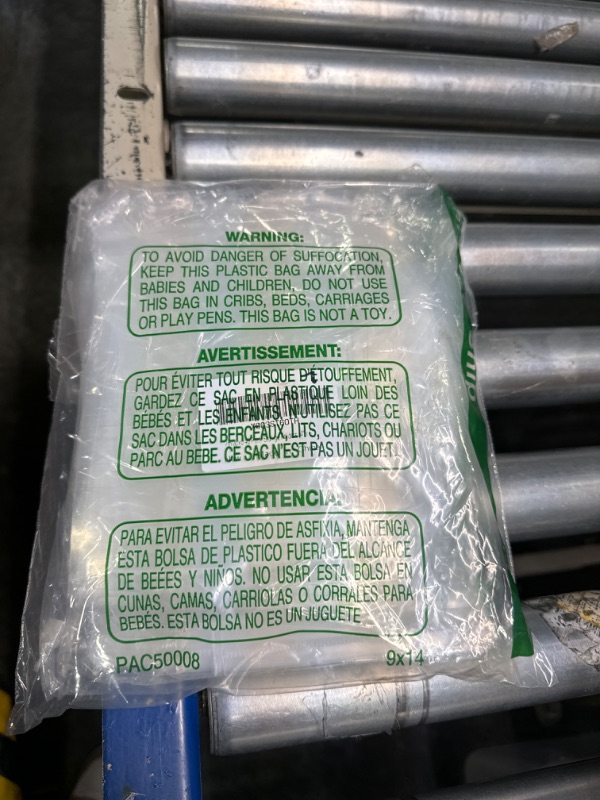 WARNING:
TO AVOID DANGER OF SUFFOCATION,
KEEP THIS PLASTIC BAG AWAY FROM
BABIES AND CHILDREN, DO NOT USE
THIS BAG IN CRIBS, BEDS, CARRIAGES
OR PLAY PENS. THIS BAG IS NOT A TOY.
AVERTISSEMENT:
POUR ÉVITER TOUT RISQUE D'ÉTOUFFEMENT,
GARDEZ CE SAC EN PLASTIQUE LOIN DES
BÉBÉS ET LES ENFANTS. N'UTILISEZ PAS CE
SAC DANS LES BERCEAUX, LITS, CHARIOTS OU
PARC AU BEBE. CE SAC N'EST PAS UN JOUET.
ADVERTENCIA:
PARA EVITAR EL PELIGRO DE ASFIXIA, MANTENGA
ESTA BOLSA DE PLASTICO FUERA DEL ALCANCE
DE BEÉES Y NIÑOS. NO USAR ESTA BOLSA EN
CUNAS, CAMAS, CARRIOLAS O CORRALES PARA
BEBÉS. ESTA BOLSA NO ES UN JUGUETE
PAC50008 9x14